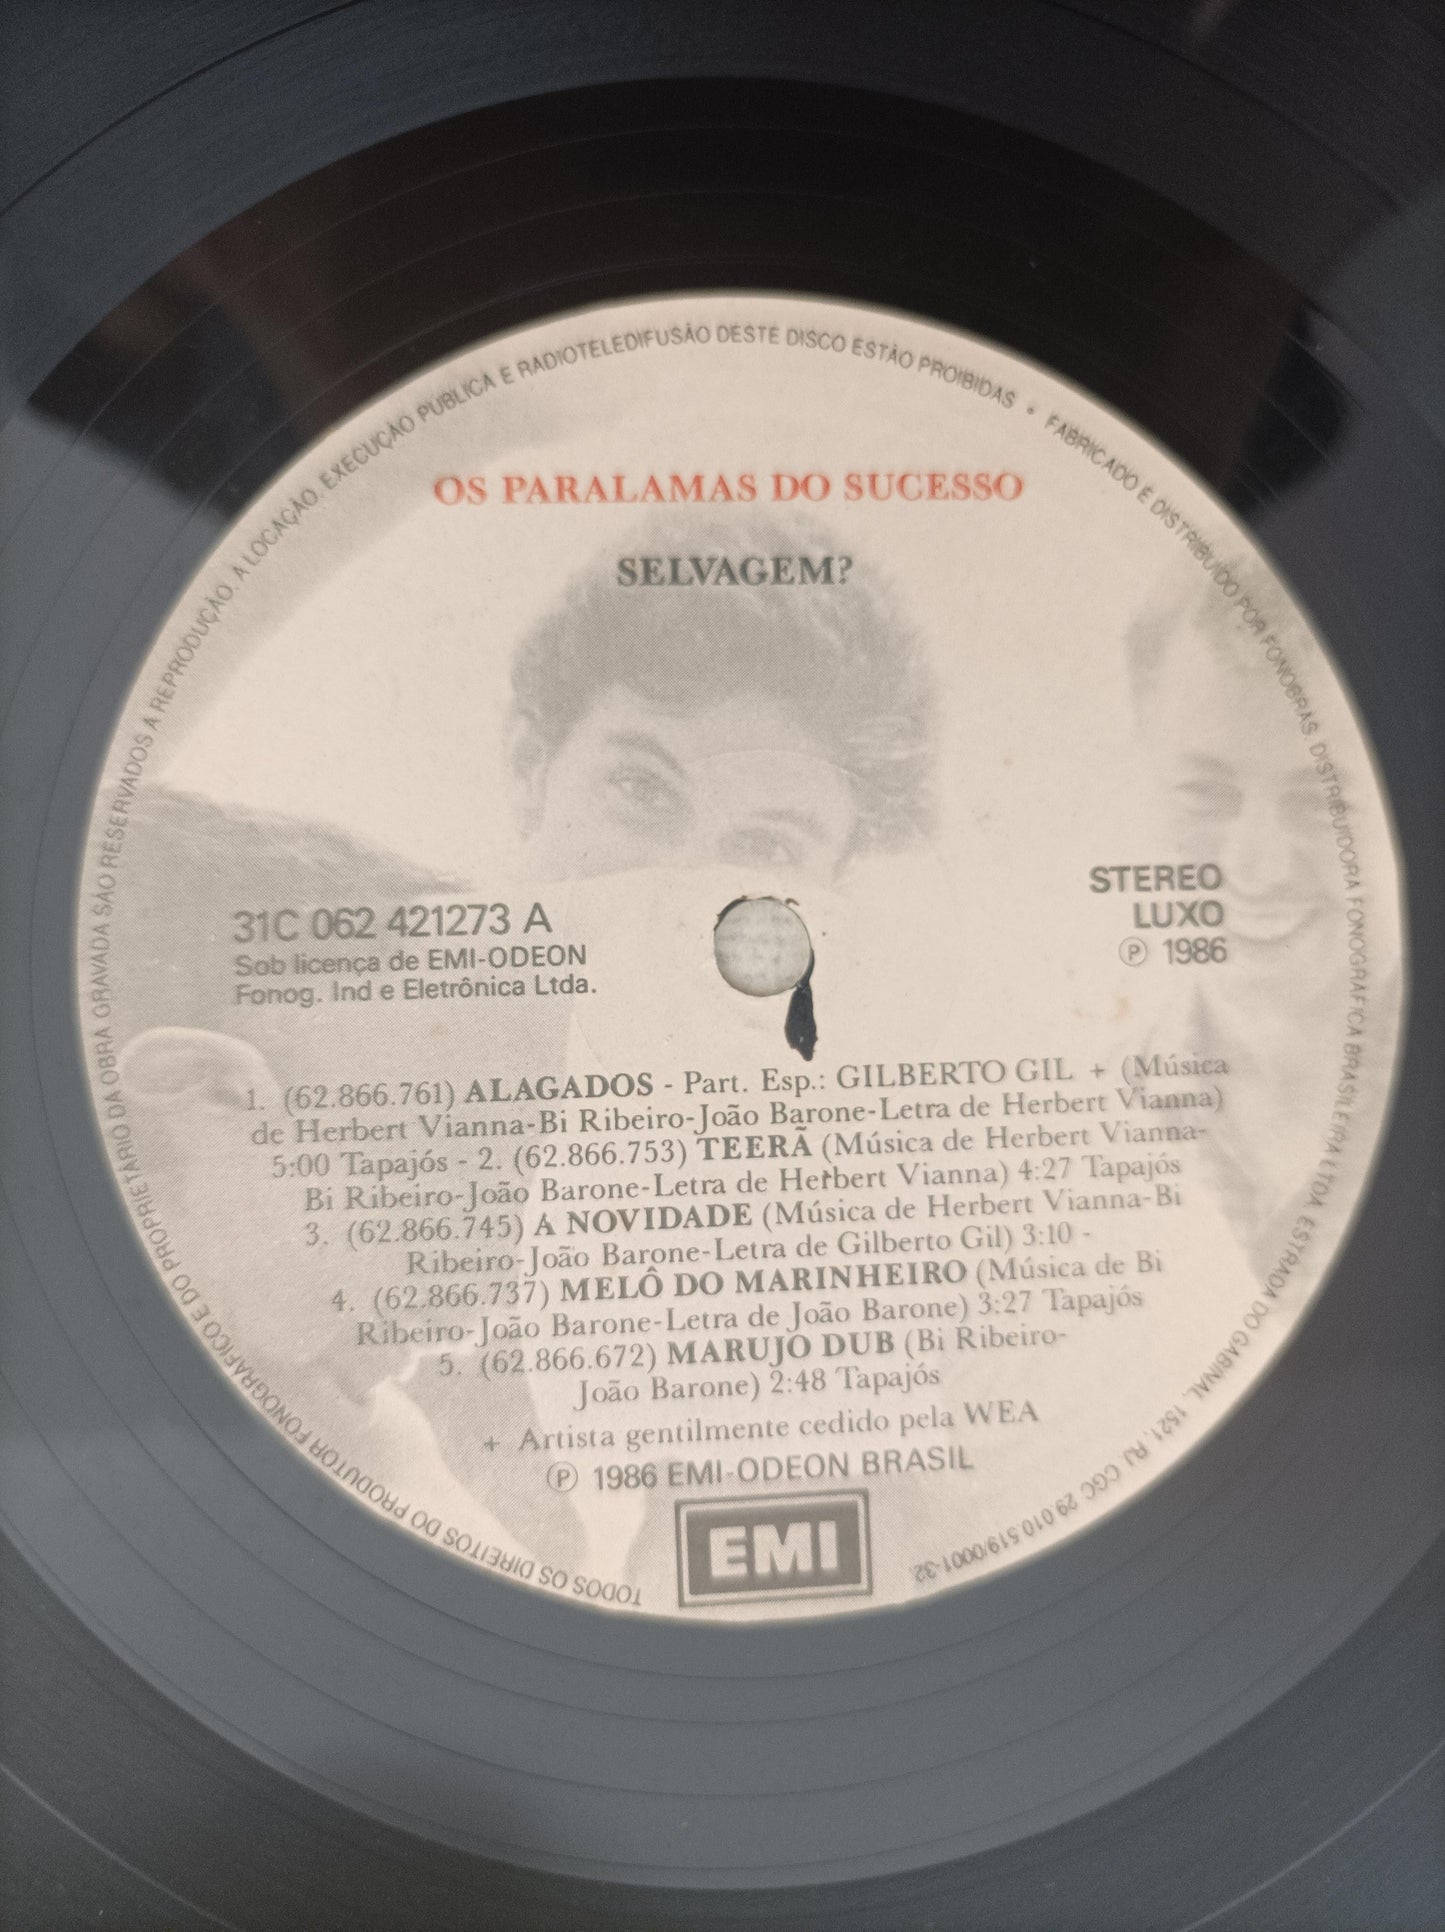 OS PARALAMAS DO SUCESSO
SELVAGEM?
31C 062 421273 A
Sob licença de EMI-ODEON
Fonog. Ind e Eletrônica Ltda.
STEREO
LUXO
℗ 1986
1. (62.866.761) ALAGADOS - Part. Esp.: GILBERTO GIL + (Música
de Herbert Vianna-Bi Ribeiro-João Barone-Letra de Herbert Vianna)
5:00 Tapajós - 2. (62.866.753) TEERÃ (Música de Herbert Vianna-
Bi Ribeiro-João Barone-Letra de Herbert Vianna) 4:27 Tapajós
3. (62.866.745) A NOVIDADE (Música de Herbert Vianna-Bi
Ribeiro-João Barone-Letra de Gilberto Gil) 3:10 -
4. (62.866.737) MELÔ DO MARINHEIRO (Música de Bi
Ribeiro-João Barone-Letra de João Barone) 3:27 Tapajós
5. (62.866.672) MARUJO DUB (Bi Ribeiro-
João Barone) 2:48 Tapajós
+ Artista gentilmente cedido pela WEA
℗ 1986 EMI-ODEON BRASIL
EMI
TODOS OS DIREITOS DO PRODUTOR FONOGRAFICO E DO PROPRIETÁRIO DA OBRA GRAVADA SÃO RESERVADOS A REPRODUÇÃO. A LOCAÇÃO. EXECUÇÃO PUBLICA E RADIOTELEDIFUSÃO DESTE DISCO ESTÃO PROIBIDAS • FABRICADO E DISTRIBUIDO POR FONOBRAS. DISTRIBUIDORA FONOGRAFICA BRASILEIRA LTDA. ESTRADA DO GABINAL, 1521. RJ CGC 29.010.519/0001-32.